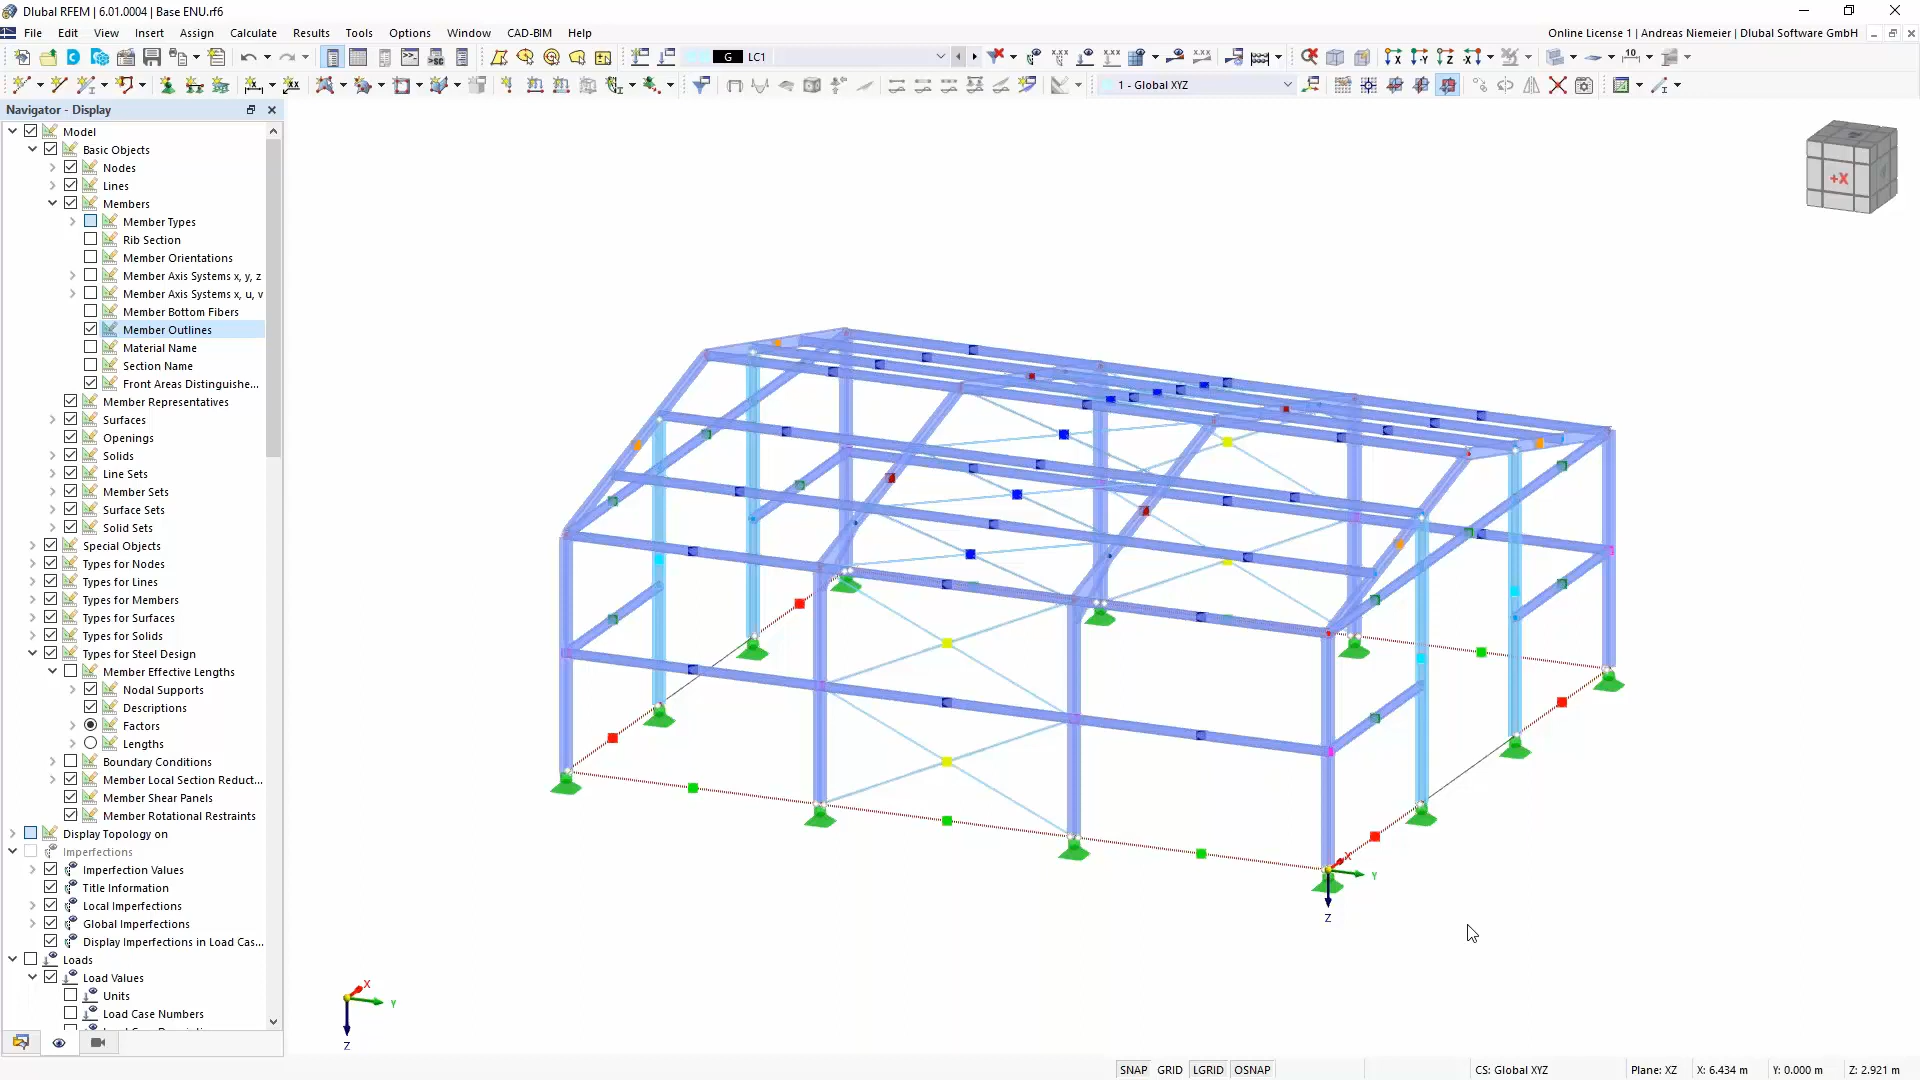 Dlubal RFEM | 6.01.0004 | Base ENU.rf6
File Edit View Insert Assign Calculate Results Tools Options Window CAD-BIM Help
Online License 1 | Andreas Niemeier | Dlubal Software GmbH
G LC1
1 - Global XYZ
Navigator - Display
Model
Basic Objects
Nodes
Lines
Members
Member Types
Rib Section
Member Orientations
Member Axis Systems x, y, z
Member Axis Systems x, u, v
Member Bottom Fibers
Member Outlines
Material Name
Section Name
Front Areas Distinguishe...
Member Representatives
Surfaces
Openings
Solids
Line Sets
Member Sets
Surface Sets
Solid Sets
Special Objects
Types for Nodes
Types for Lines
Types for Members
Types for Surfaces
Types for Solids
Types for Steel Design
Member Effective Lengths
Nodal Supports
Descriptions
Factors
Lengths
Boundary Conditions
Member Local Section Reduct...
Member Shear Panels
Member Rotational Restraints
Display Topology on
Imperfections
Imperfection Values
Title Information
Local Imperfections
Global Imperfections
Display Imperfections in Load Cas...
Loads
Load Values
Units
Load Case Numbers
+X
X
Y
Z
X
Y
Z
SNAP GRID LGRID OSNAP
CS: Global XYZ
Plane: XZ
X: 6.434 m
Y: 0.000 m
Z: 2.921 m